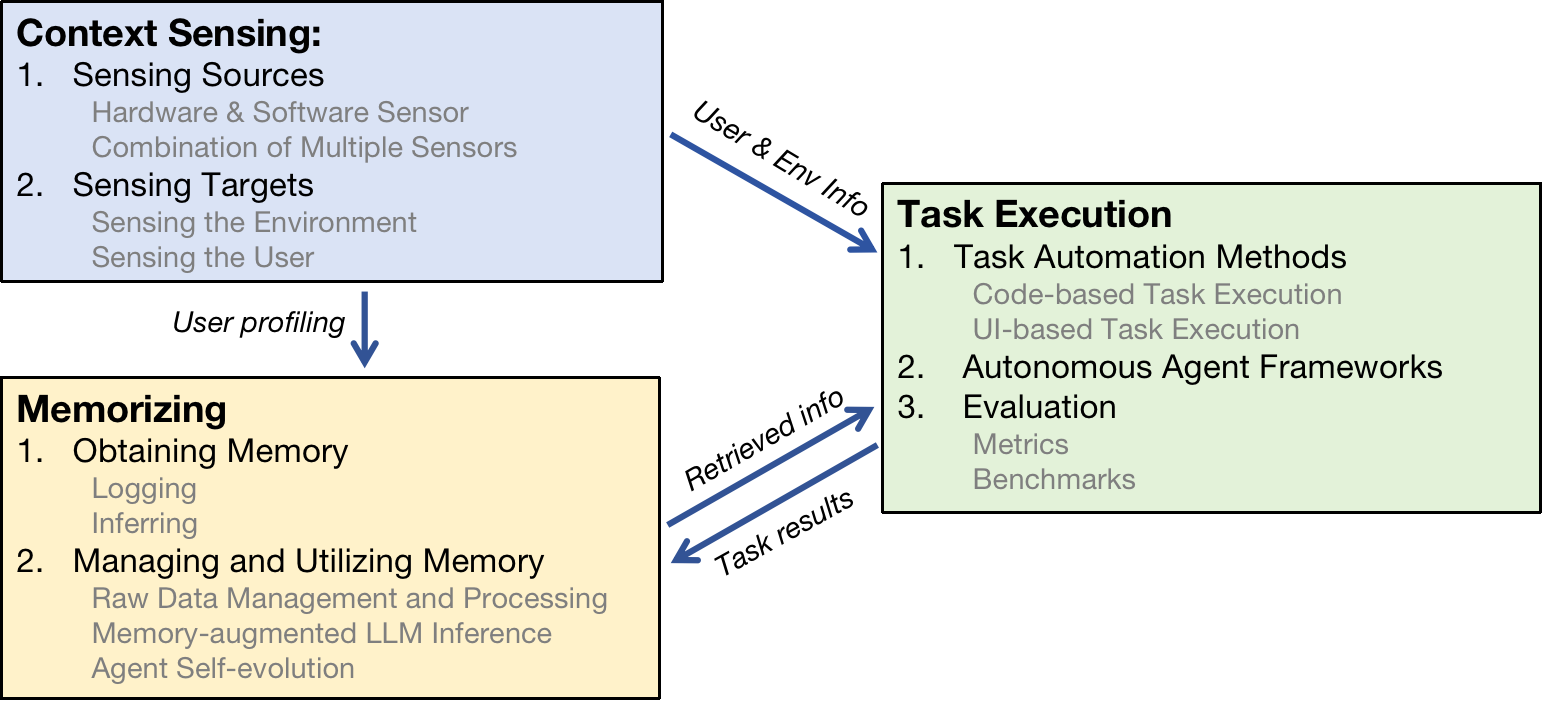 Context Sensing:
1. Sensing Sources
Hardware & Software Sensor
Combination of Multiple Sensors
2. Sensing Targets
Sensing the Environment
Sensing the User
User & Env Info
User profiling
Task Execution
1. Task Automation Methods
Code-based Task Execution
UI-based Task Execution
2. Autonomous Agent Frameworks
3. Evaluation
Metrics
Benchmarks
Memorizing
1. Obtaining Memory
Logging
Inferring
2. Managing and Utilizing Memory
Raw Data Management and Processing
Memory-augmented LLM Inference
Agent Self-evolution
Retrieved info
Task results